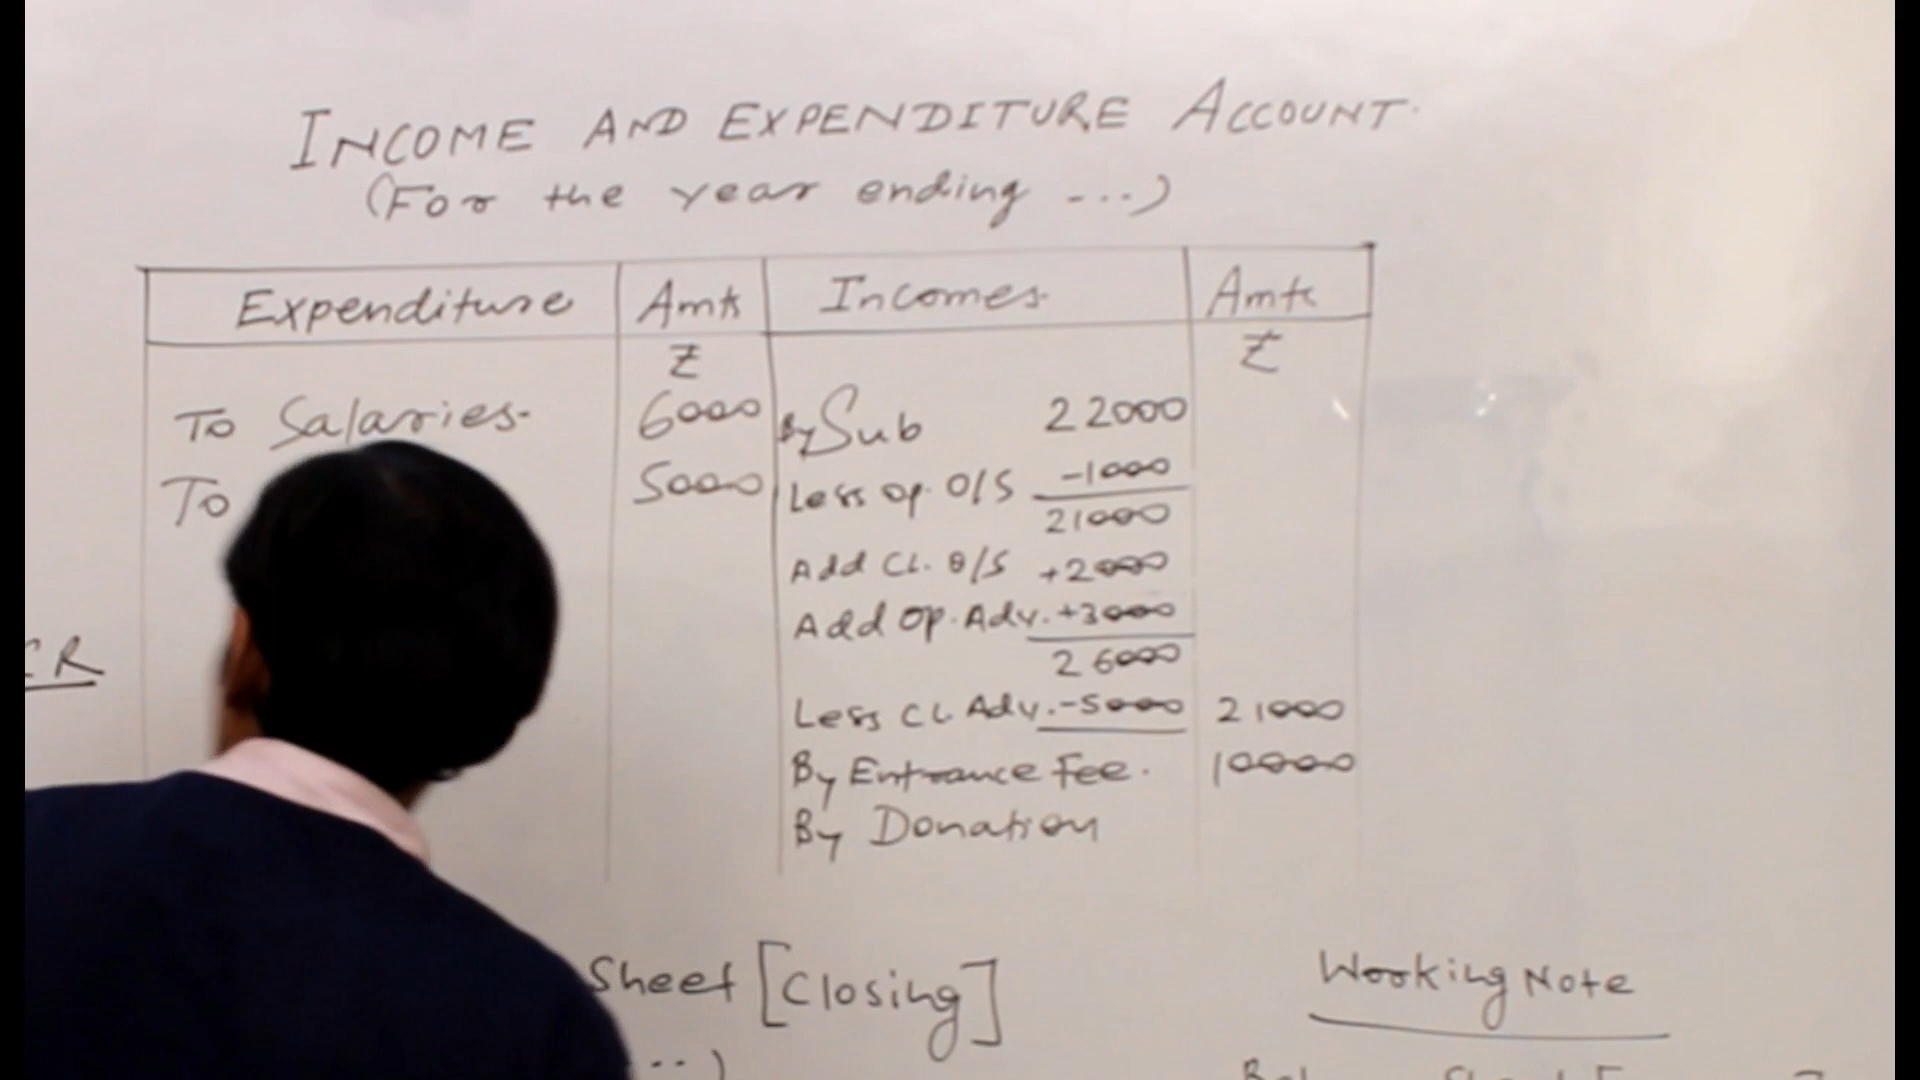 INCOME AND EXPENDITURE ACCOUNT.
(For the year ending ...)
Expenditure Amt Incomes Amt
₹ ₹
To Salaries. 6000 By Sub 22000
To 5000 Less Op. O/S -1000
21000
Add CL. O/S +2000
Add Op. Adv. +3000
26000
Less CL Adv. -5000 21000
By Entrance Fee. 10000
By Donation
ER
Sheet [Closing]
Working Note
..)